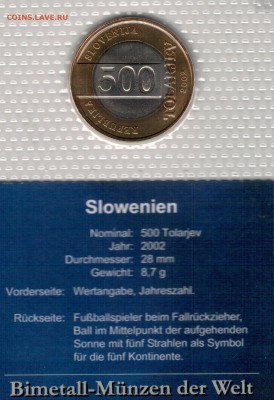 COINS.LAVE.RU
SLOVENIJA
500
TOLARJEV
2002
REPUBLIKA
Slowenien
Nominal: 500 Tolarjev
Jahr: 2002
Durchmesser: 28 mm
Gewicht: 8,7 g
Vorderseite: Wertangabe, Jahreszahl.
Rückseite: Fußballspieler beim Fallrückzieher,
Ball im Mittelpunkt der aufgehenden
Sonne mit fünf Strahlen als Symbol
für die fünf Kontinente.
Bimetall-Münzen der Welt